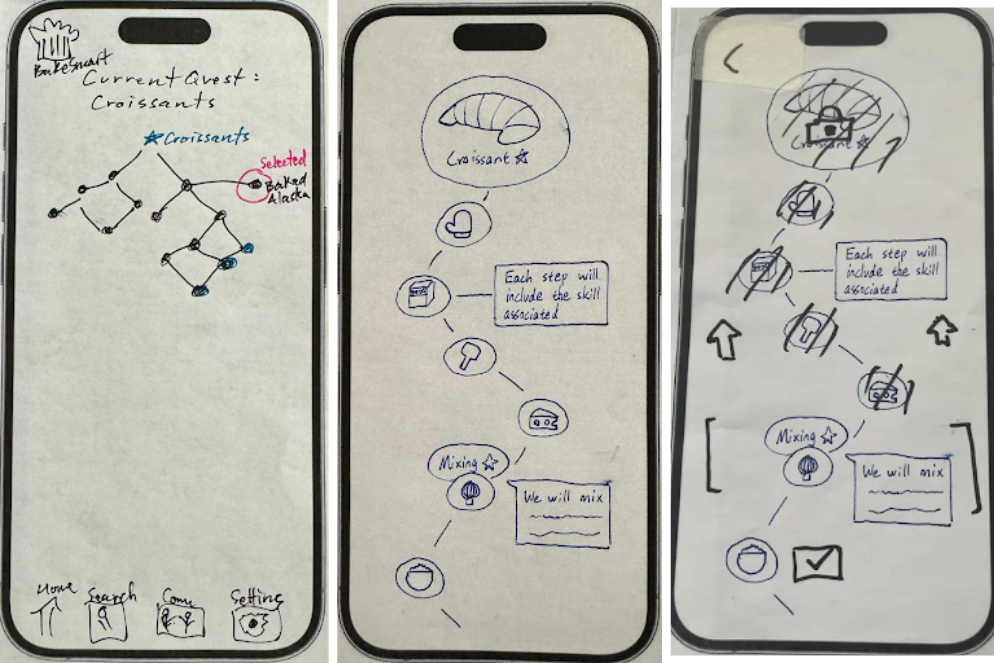 BakeSmart
Current Quest:
Croissants
Croissants
Selected
Baked
Alaska
Home
Search
Comm
Setting
Croissant
Each step will
include the skill
associated
Mixing
We will mix
<
Croissant
Each step will
include the skill
associated
Mixing
We will mix